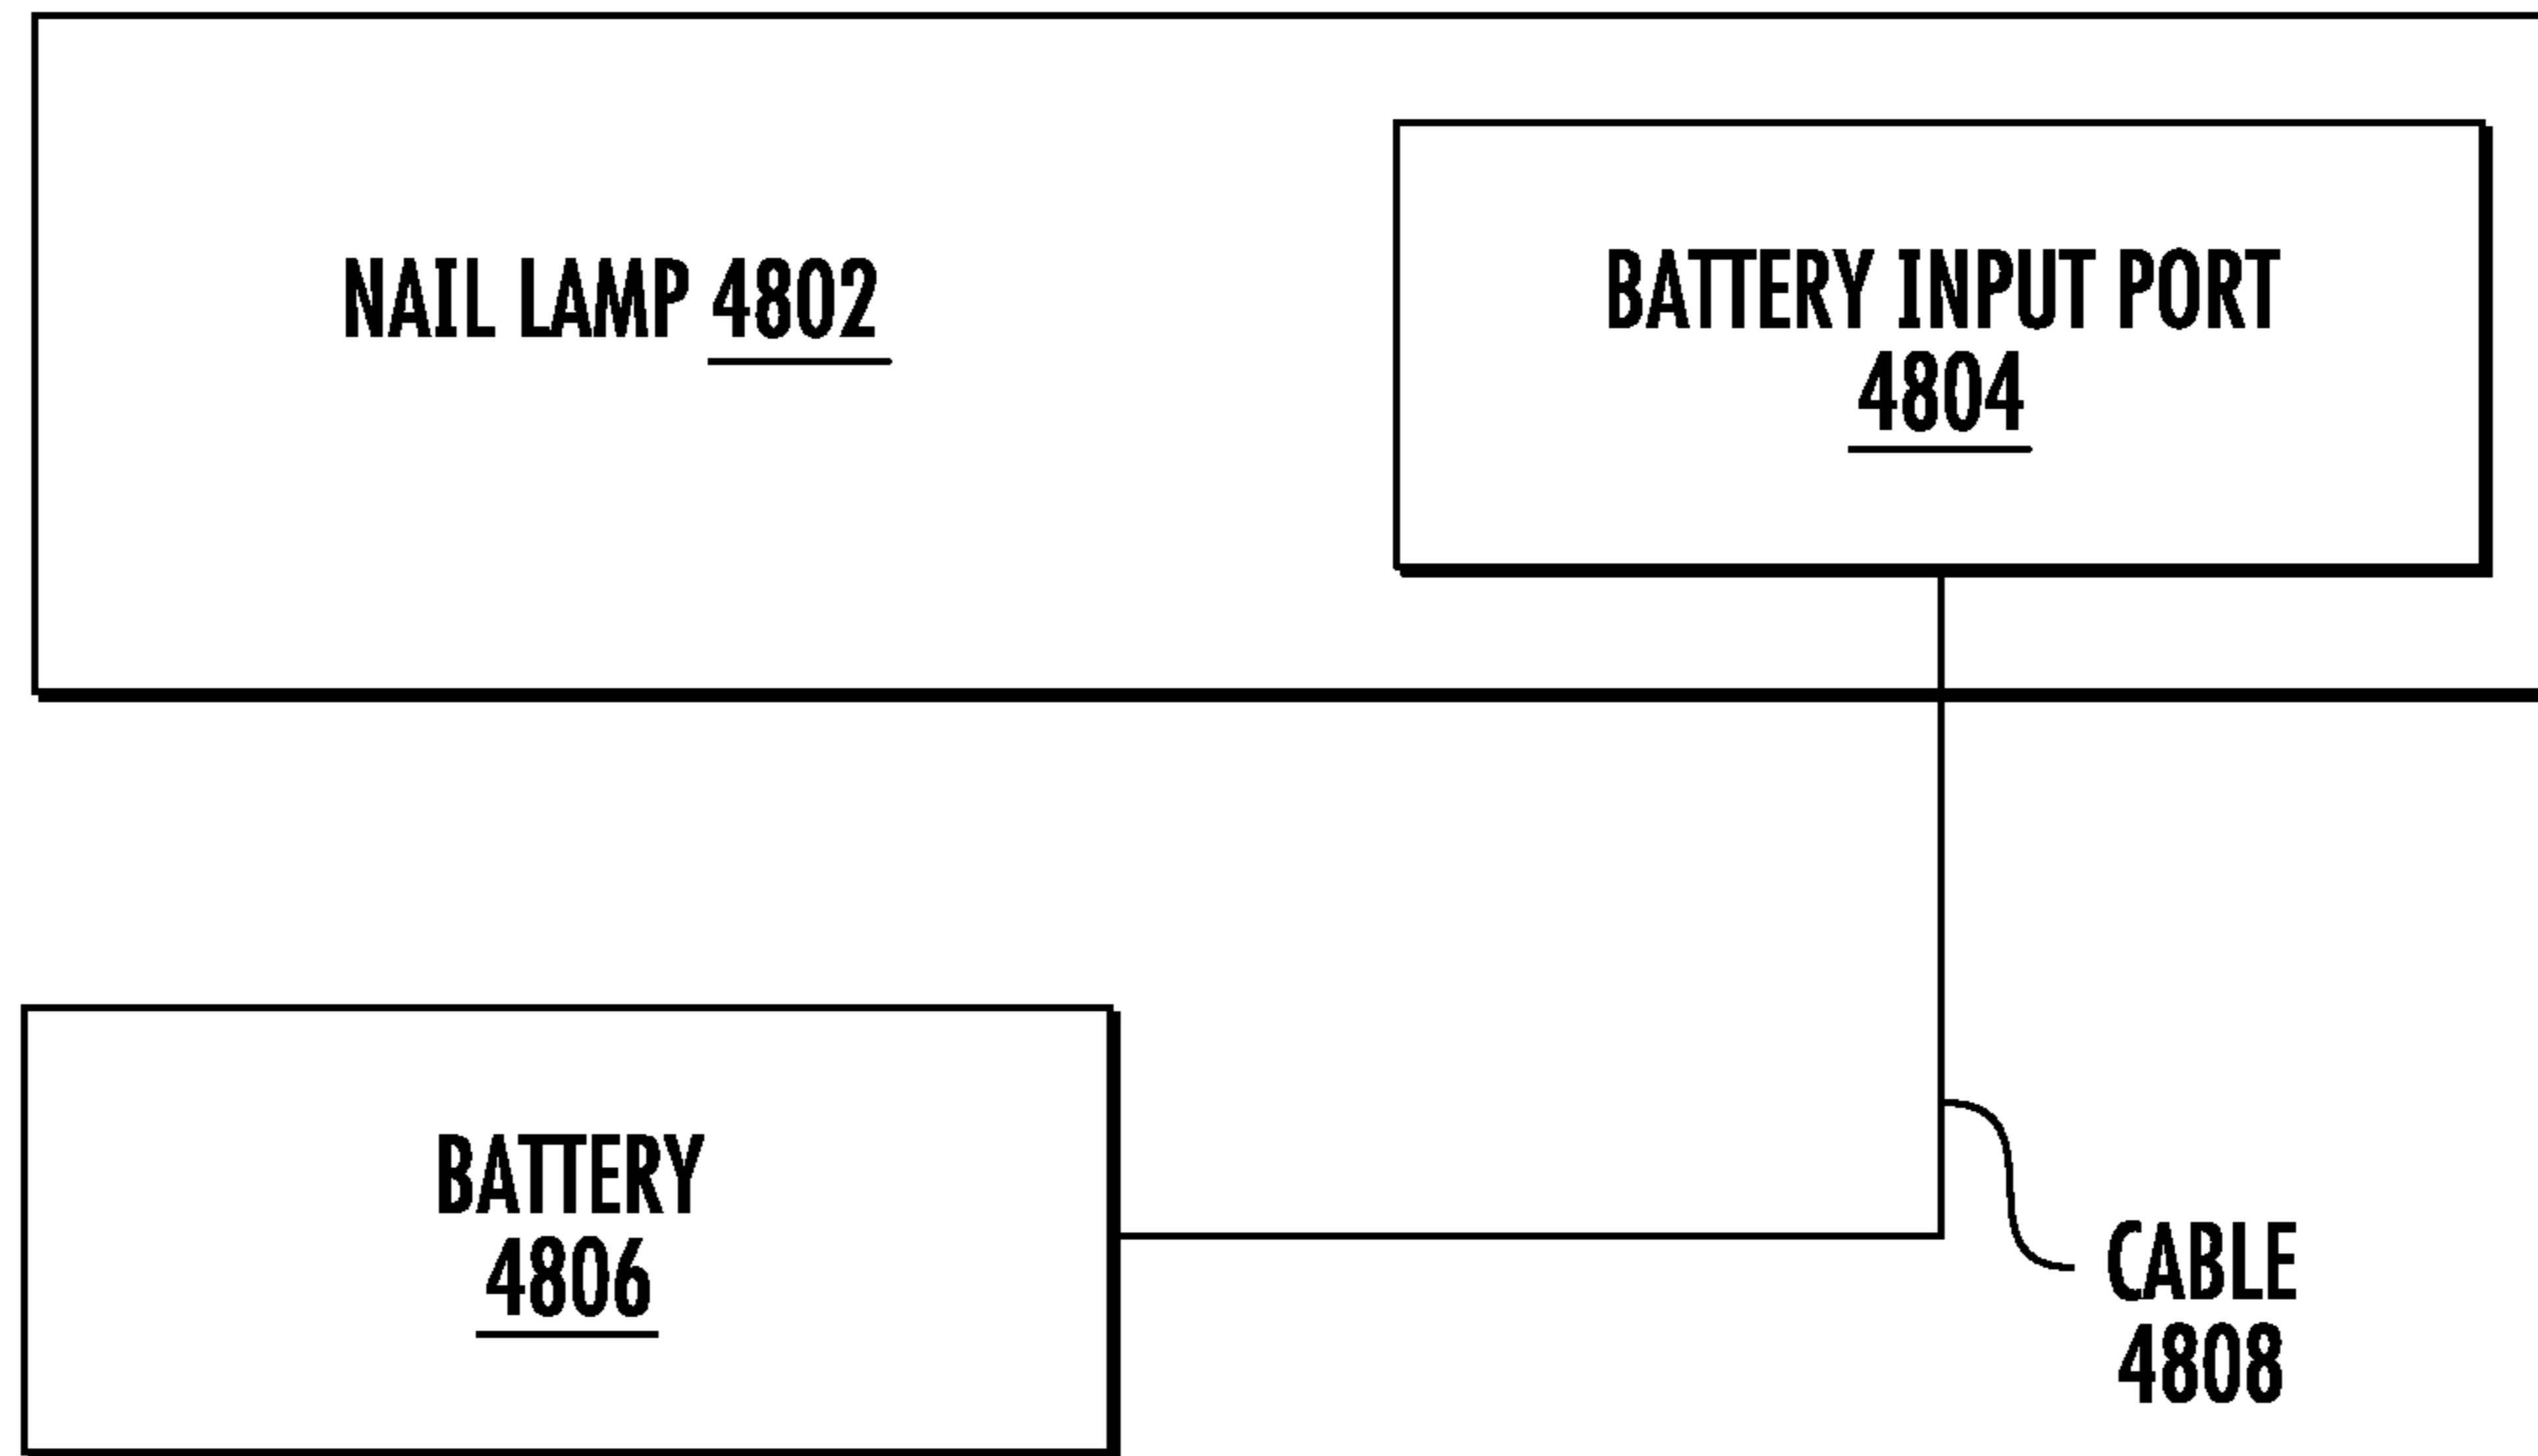 NAIL LAMP 4802
BATTERY INPUT PORT
4804
BATTERY
4806
CABLE
4808